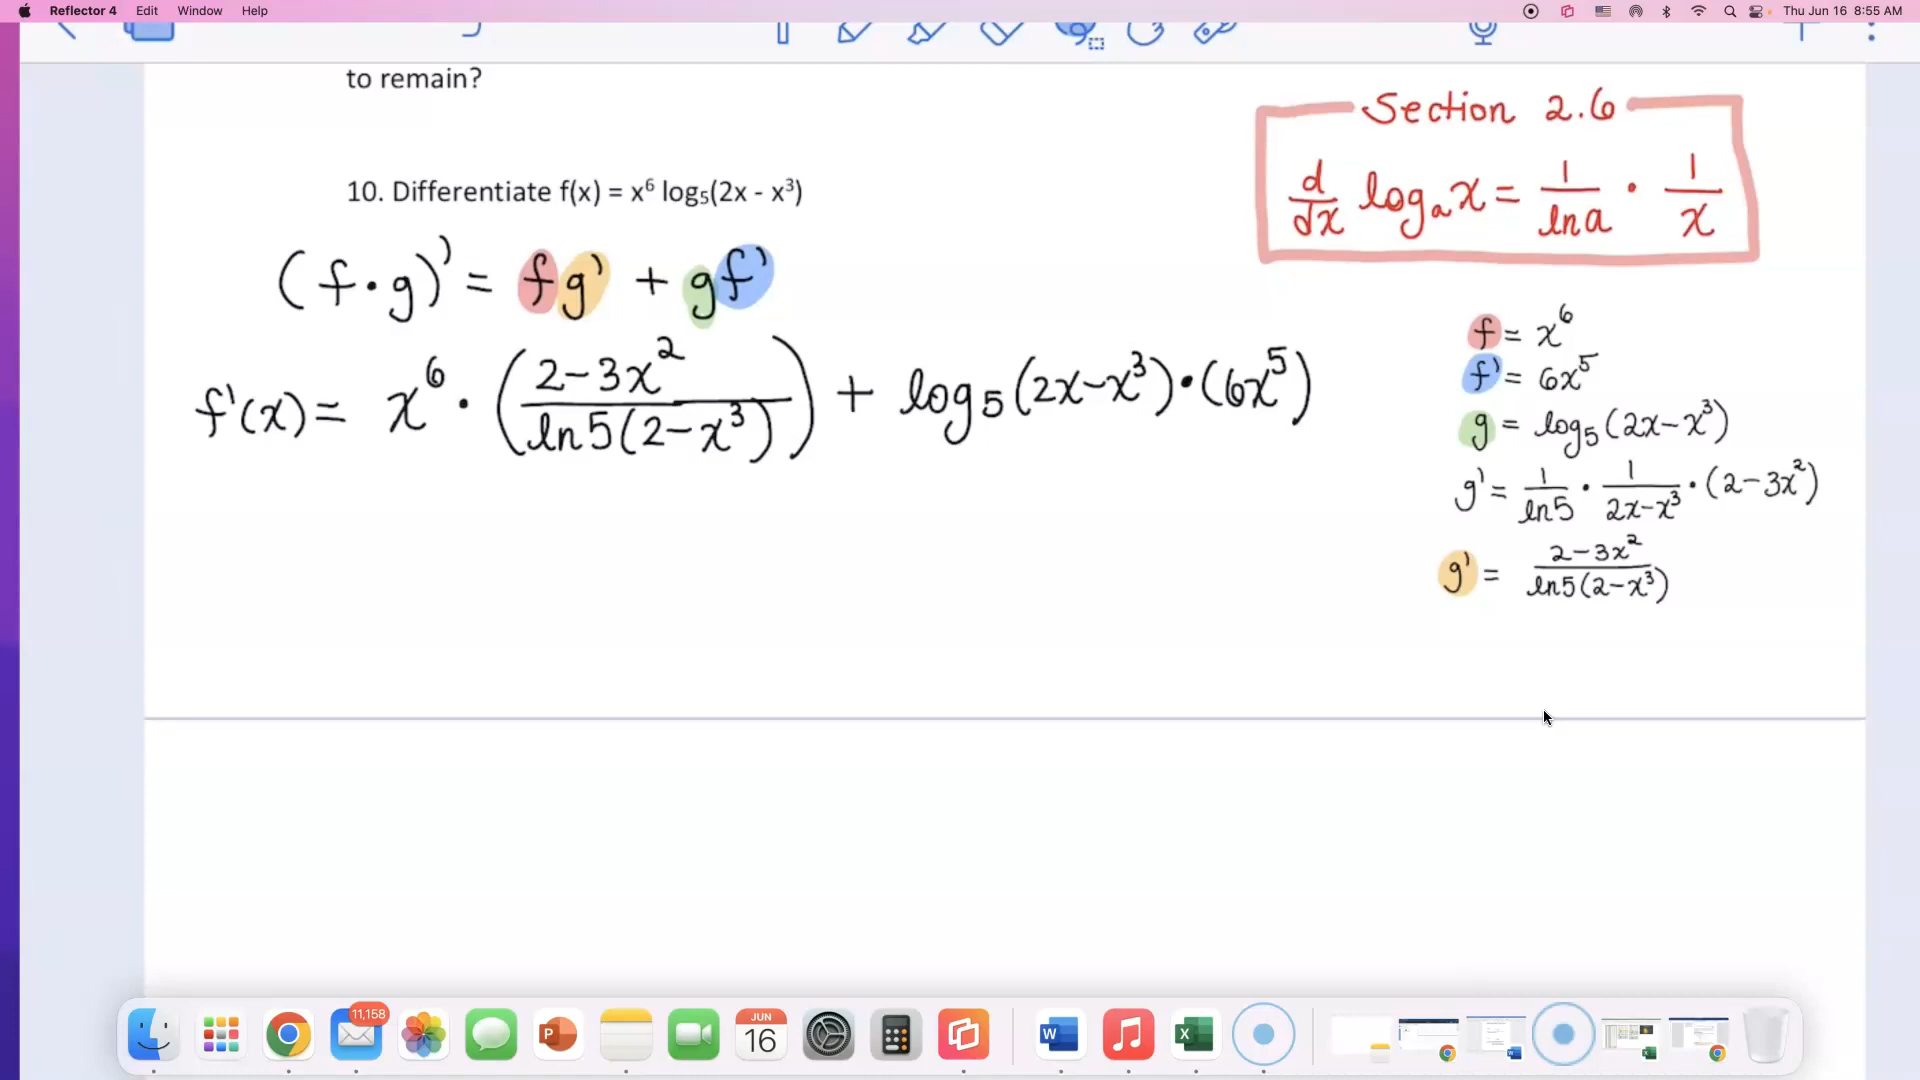 Reflector 4 Edit Window Help Thu Jun 16 8:55 AM
to remain?
Section 2.6
d/dx logₐx = 1/ln a · 1/x
10. Differentiate f(x) = x⁶ log₅(2x - x³)
(f·g)' = fg' + gf'
f'(x) = x⁶ · ((2-3x²)/(ln5(2-x³))) + log₅(2x-x³)·(6x⁵)
f = x⁶
f' = 6x⁵
g = log₅(2x-x³)
g' = 1/ln5 · 1/(2x-x³) · (2-3x²)
g' = (2-3x²)/(ln5(2-x³))
11,158
JUN
16
P
W
X